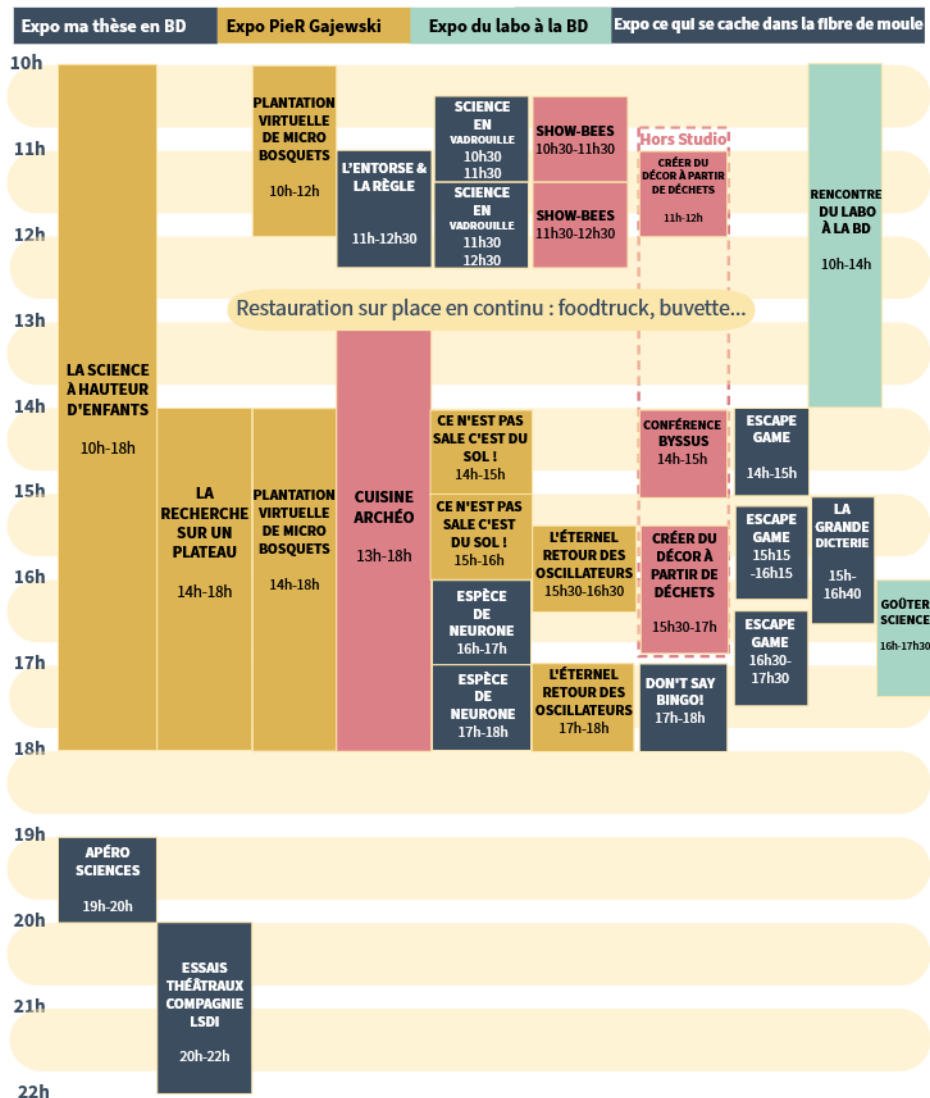 Expo ma thèse en BD
Expo PieR Gajewski
Expo du labo à la BD
Expo ce qui se cache dans la fibre de moule
10h
11h
12h
13h
14h
15h
16h
17h
18h
19h
20h
21h
22h
LA SCIENCE
À HAUTEUR
D'ENFANTS
10h-18h
PLANTATION
VIRTUELLE
DE MICRO
BOSQUETS
10h-12h
L'ENTORSE &
LA RÈGLE
11h-12h30
SCIENCE
EN
VADROUILLE
10h30
11h30
SCIENCE
EN
VADROUILLE
11h30
12h30
SHOW-BEES
10h30-11h30
SHOW-BEES
11h30-12h30
Hors Studio
CRÉER DU
DÉCOR À PARTIR
DE DÉCHETS
11h-12h
RENCONTRE
DU LABO
À LA BD
10h-14h
Restauration sur place en continu : foodtruck, buvette...
LA
RECHERCHE
SUR UN
PLATEAU
14h-18h
PLANTATION
VIRTUELLE
DE MICRO
BOSQUETS
14h-18h
CUISINE
ARCHÉO
13h-18h
CE N'EST PAS
SALE C'EST DU
SOL !
14h-15h
CE N'EST PAS
SALE C'EST
DU SOL !
15h-16h
ESPÈCE
DE
NEURONE
16h-17h
ESPÈCE
DE
NEURONE
17h-18h
L'ÉTERNEL
RETOUR DES
OSCILLATEURS
15h30-16h30
L'ÉTERNEL
RETOUR DES
OSCILLATEURS
17h-18h
CONFÉRENCE
BYSSUS
14h-15h
CRÉER DU
DÉCOR À
PARTIR DE
DÉCHETS
15h30-17h
DON'T SAY
BINGO!
17h-18h
ESCAPE
GAME
14h-15h
ESCAPE
GAME
15h15
-16h15
ESCAPE
GAME
16h30-
17h30
LA
GRANDE
DICTERIE
15h-
16h40
GOÛTER
SCIENCE
16h-17h30
APÉRO
SCIENCES
19h-20h
ESSAIS
THÉÂTRAUX
COMPAGNIE
LSDI
20h-22h